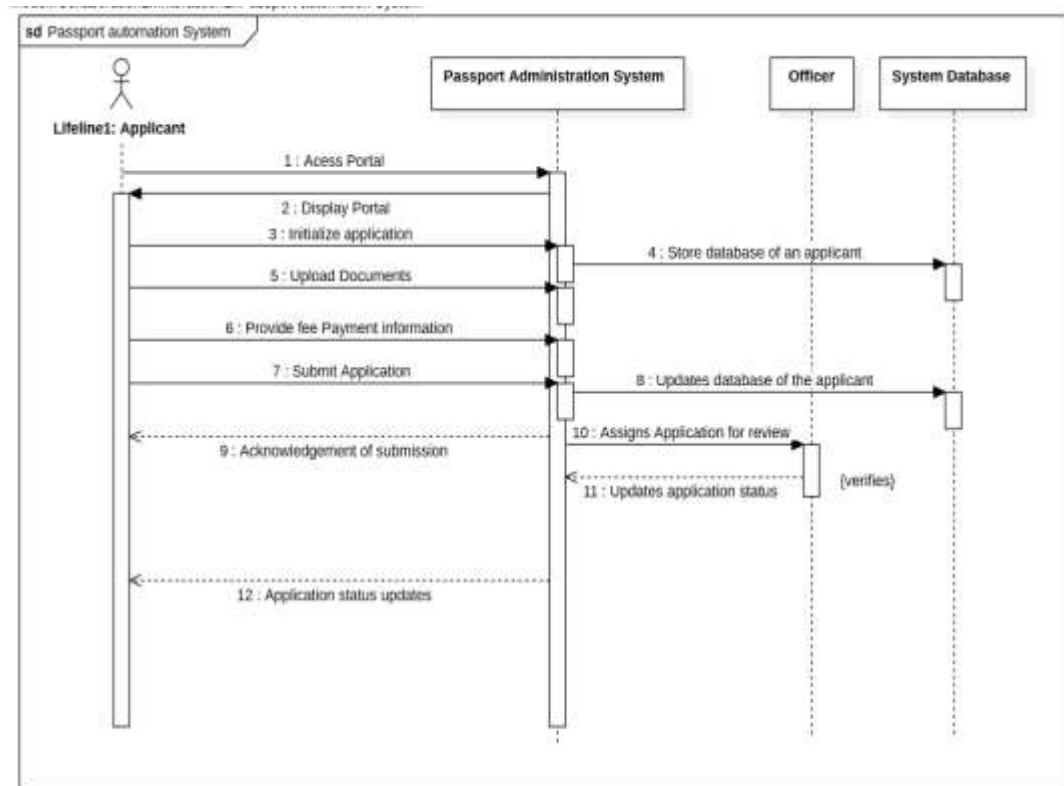 sd Passport automation System
Passport Administration System
Officer
System Database
Lifeline1: Applicant
1 : Acess Portal
2 : Display Portal
3 : Initialize application
4 : Store database of an applicant
5 : Upload Documents
6 : Provide fee Payment information
7 : Submit Application
8 : Updates database of the applicant
10 : Assigns Application for review
9 : Acknowledgement of submission
{verifies}
11 : Updates application status
12 : Application status updates